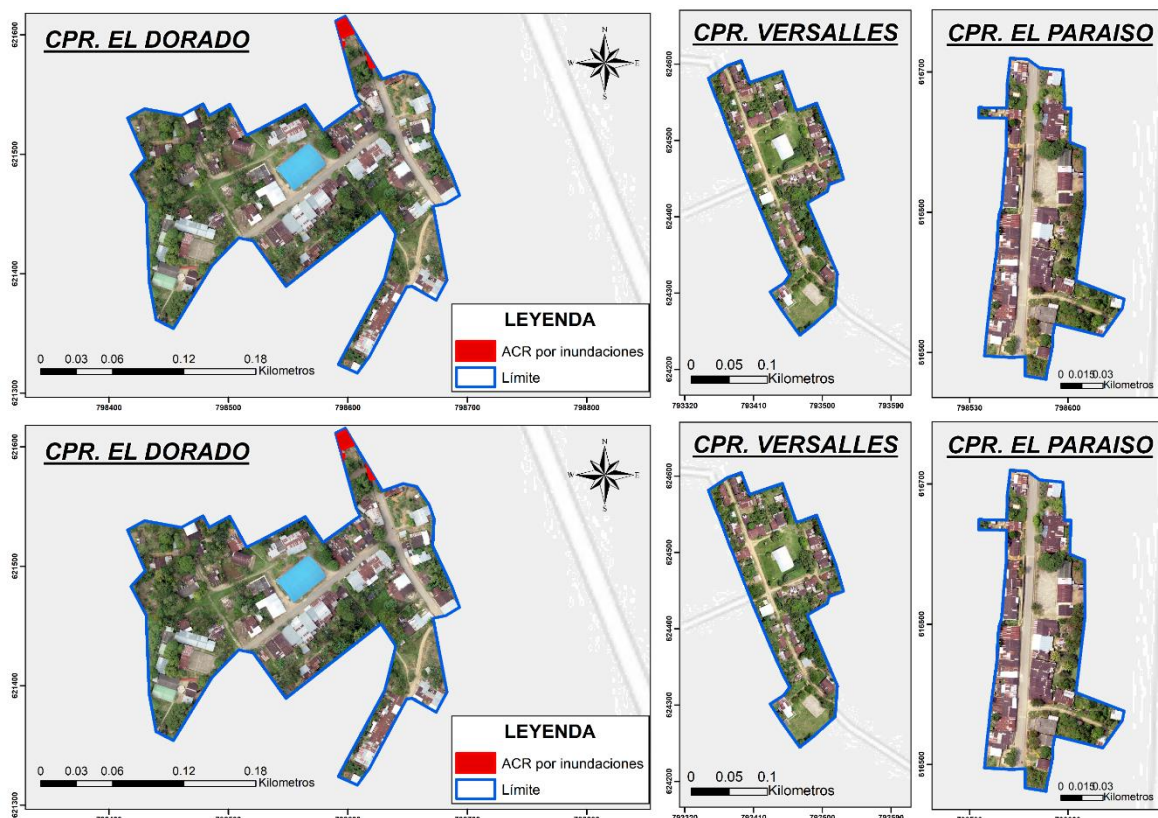 CPR. EL DORADO
N
W E
S
621600
621500
621400
621300
LEYENDA
ACR por inundaciones
Límite
0 0.03 0.06 0.12 0.18
Kilometros
798400 798500 798600 798700 798800
CPR. VERSALLES
624600
624500
624400
624300
624200
0 0.05 0.1
Kilometros
793320 793410 793500 793590
CPR. EL PARAISO
616700
616600
616500
0 0.015 0.03
Kilometros
798530 798600
CPR. EL DORADO
N
W E
S
621600
621500
621400
621300
LEYENDA
ACR por inundaciones
Límite
0 0.03 0.06 0.12 0.18
Kilometros
CPR. VERSALLES
624600
624500
624400
624300
624200
0 0.05 0.1
Kilometros
793320 793410 793500 793590
CPR. EL PARAISO
616700
616600
616500
0 0.015 0.03
Kilometros